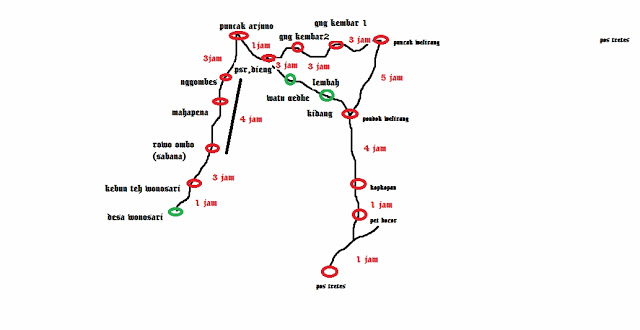 gng kembar 1
puncak arjuno
gng kembar2
pos tretes
1jam
3 jam
puncak welirang
3jam
3 jam
3 jam
psr,dieng
5 jam
nggombes
lembah
watu gedhe
mahapena
kidang
pondok welirang
4 jam
rowo ombo
(sabana)
4 jam
3 jam
kebun teh wonosari
kopkopan
1 jam
1 jam
desa wonosari
pet bocor
1 jam
pos tretes